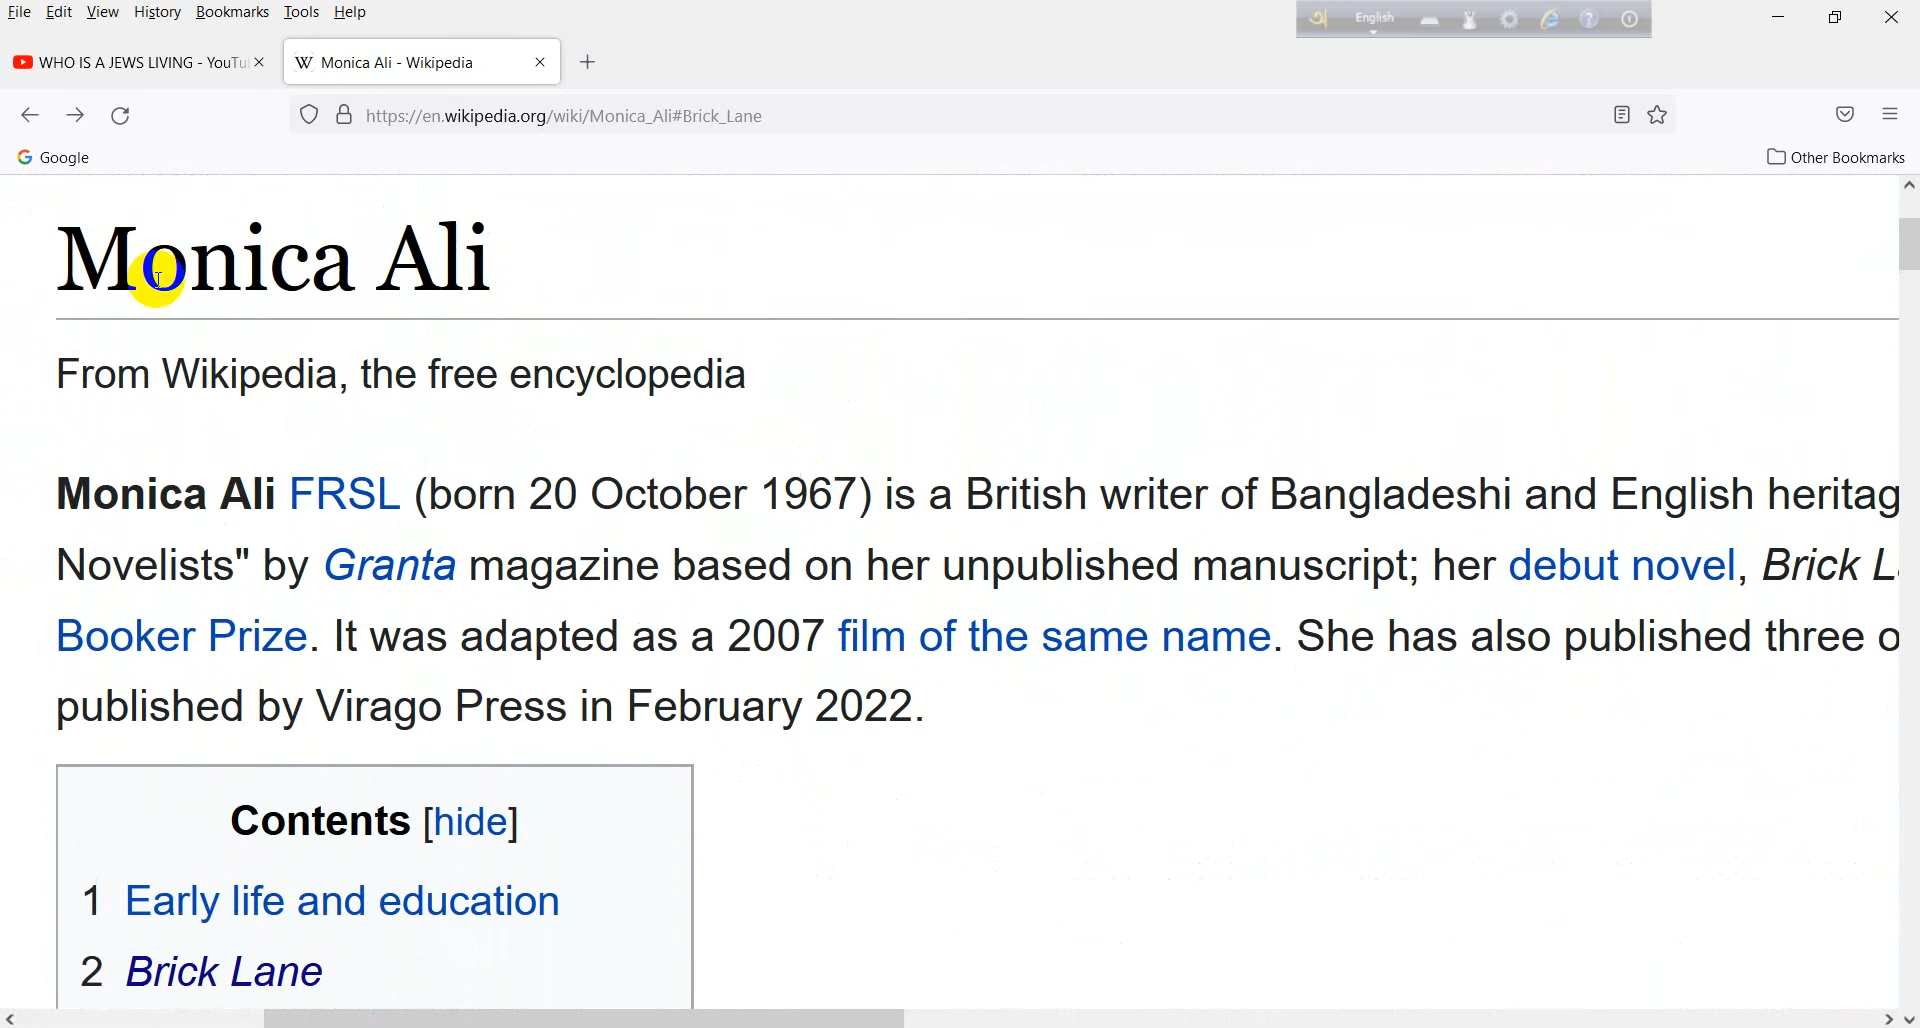 File Edit View History Bookmarks Tools Help
English
WHO IS A JEWS LIVING - YouTu
Monica Ali - Wikipedia
https://en.wikipedia.org/wiki/Monica_Ali#Brick_Lane
Google
Other Bookmarks
Monica Ali
From Wikipedia, the free encyclopedia
Monica Ali FRSL (born 20 October 1967) is a British writer of Bangladeshi and English heritag
Novelists" by Granta magazine based on her unpublished manuscript; her debut novel, Brick L
Booker Prize. It was adapted as a 2007 film of the same name. She has also published three o
published by Virago Press in February 2022.
Contents [hide]
1 Early life and education
2 Brick Lane